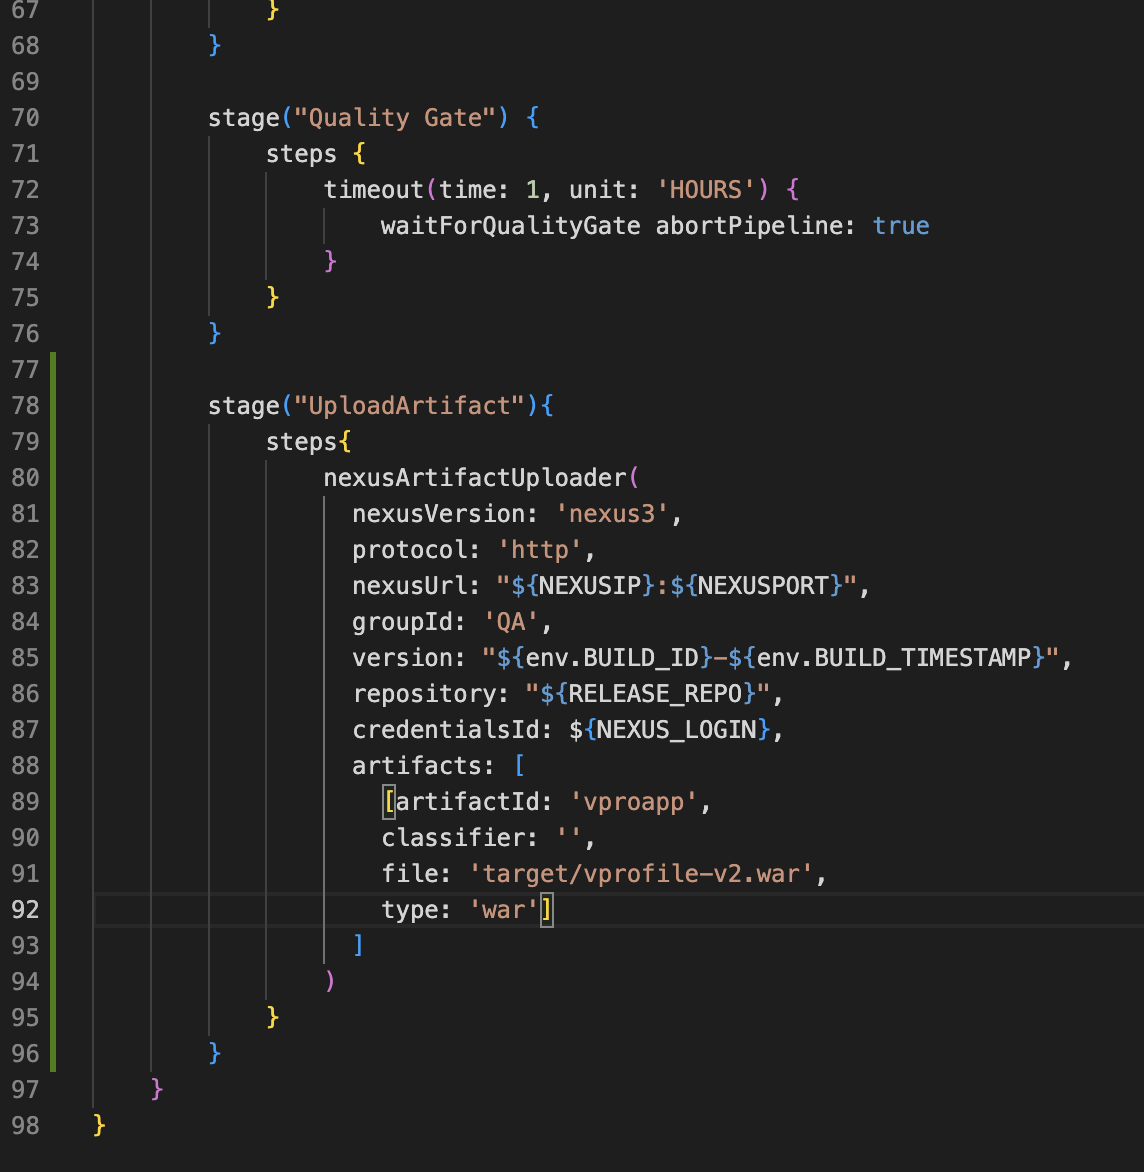 67 }
68 }
69
70 stage("Quality Gate") {
71 steps {
72 timeout(time: 1, unit: 'HOURS') {
73 waitForQualityGate abortPipeline: true
74 }
75 }
76 }
77
78 stage("UploadArtifact"){
79 steps{
80 nexusArtifactUploader(
81 nexusVersion: 'nexus3',
82 protocol: 'http',
83 nexusUrl: "${NEXUSIP}:${NEXUSPORT}",
84 groupId: 'QA',
85 version: "${env.BUILD_ID}-${env.BUILD_TIMESTAMP}",
86 repository: "${RELEASE_REPO}",
87 credentialsId: ${NEXUS_LOGIN},
88 artifacts: [
89 [artifactId: 'vproapp',
90 classifier: '',
91 file: 'target/vprofile-v2.war',
92 type: 'war']
93 ]
94 )
95 }
96 }
97 }
98 }